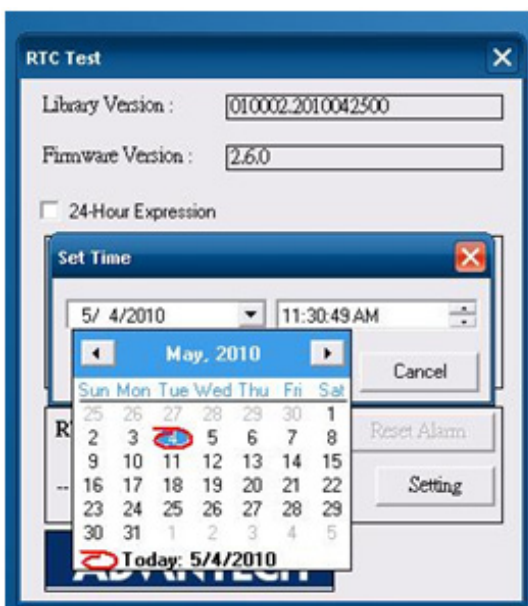 RTC Test
Library Version :
010002.2010042500
Firmware Version :
2.6.0
24-Hour Expression
Set Time
5/ 4/2010
11:30:49 AM
May, 2010
Cancel
Sun Mon Tue Wed Thu Fri Sat
25 26 27 28 29 30 1
2 3 4 5 6 7 8
Reset Alarm
9 10 11 12 13 14 15
16 17 18 19 20 21 22
Setting
23 24 25 26 27 28 29
30 31 1 2 3 4 5
Today: 5/4/2010
ADVANTECH